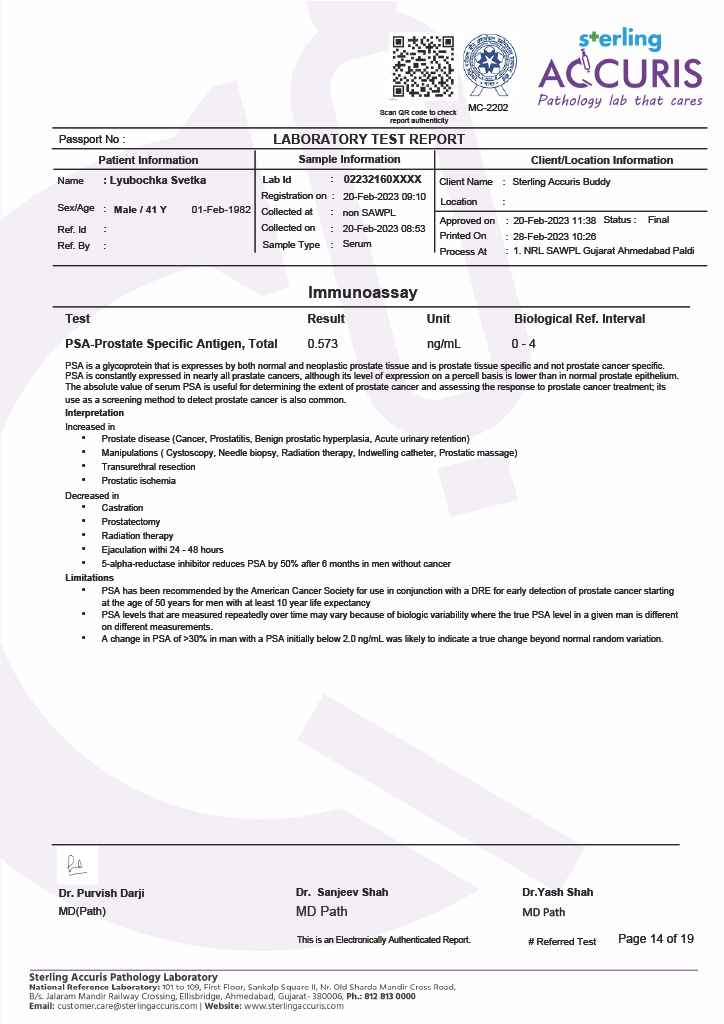 sterling
ACCURIS
Pathology lab that cares
Scan QR code to check
report authenticity
MC-2202
Passport No :
LABORATORY TEST REPORT
Patient Information
Sample Information
Client/Location Information
Name : Lyubochka Svetka
Sex/Age : Male / 41 Y 01-Feb-1982
Ref. Id :
Ref. By :
Lab Id : 02232160XXXX
Registration on : 20-Feb-2023 09:10
Collected at : non SAWPL
Collected on : 20-Feb-2023 08:53
Sample Type : Serum
Client Name : Sterling Accuris Buddy
Location :
Approved on : 20-Feb-2023 11:38 Status : Final
Printed On : 28-Feb-2023 10:26
Process At : 1. NRL SAWPL Gujarat Ahmedabad Paldi
Immunoassay
Test Result Unit Biological Ref. Interval
PSA-Prostate Specific Antigen, Total 0.573 ng/mL 0 - 4
PSA is a glycoprotein that is expresses by both normal and neoplastic prostate tissue and is prostate tissue specific and not prostate cancer specific.
PSA is constantly expressed in nearly all prastate cancers, although its level of expression on a percell basis is lower than in normal prostate epithelium.
The absolute value of serum PSA is useful for determining the extent of prostate cancer and assessing the response to prostate cancer treatment; its
use as a screening method to detect prostate cancer is also common.
Interpretation
Increased in
• Prostate disease (Cancer, Prostatitis, Benign prostatic hyperplasia, Acute urinary retention)
• Manipulations ( Cystoscopy, Needle biopsy, Radiation therapy, Indwelling catheter, Prostatic massage)
• Transurethral resection
• Prostatic ischemia
Decreased in
• Castration
• Prostatectomy
• Radiation therapy
• Ejaculation withi 24 - 48 hours
• 5-alpha-reductase inhibitor reduces PSA by 50% after 6 months in men without cancer
Limitations
• PSA has been recommended by the American Cancer Society for use in conjunction with a DRE for early detection of prostate cancer starting
at the age of 50 years for men with at least 10 year life expectancy
• PSA levels that are measured repeatedly over time may vary because of biologic variability where the true PSA level in a given man is different
on different measurements.
• A change in PSA of >30% in man with a PSA initially below 2.0 ng/mL was likely to indicate a true change beyond normal random variation.
Dr. Purvish Darji
MD(Path)
Dr. Sanjeev Shah
MD Path
Dr.Yash Shah
MD Path
This is an Electronically Authenticated Report.
# Referred Test
Page 14 of 19
Sterling Accuris Pathology Laboratory
National Reference Laboratory: 101 to 109, First Floor, Sankalp Square II, Nr. Old Sharda Mandir Cross Road,
B/s. Jalaram Mandir Railway Crossing, Ellisbridge, Ahmedabad, Gujarat- 380006, Ph.: 812 813 0000
Email: customer.care@sterlingaccuris.com | Website: www.sterlingaccuris.com